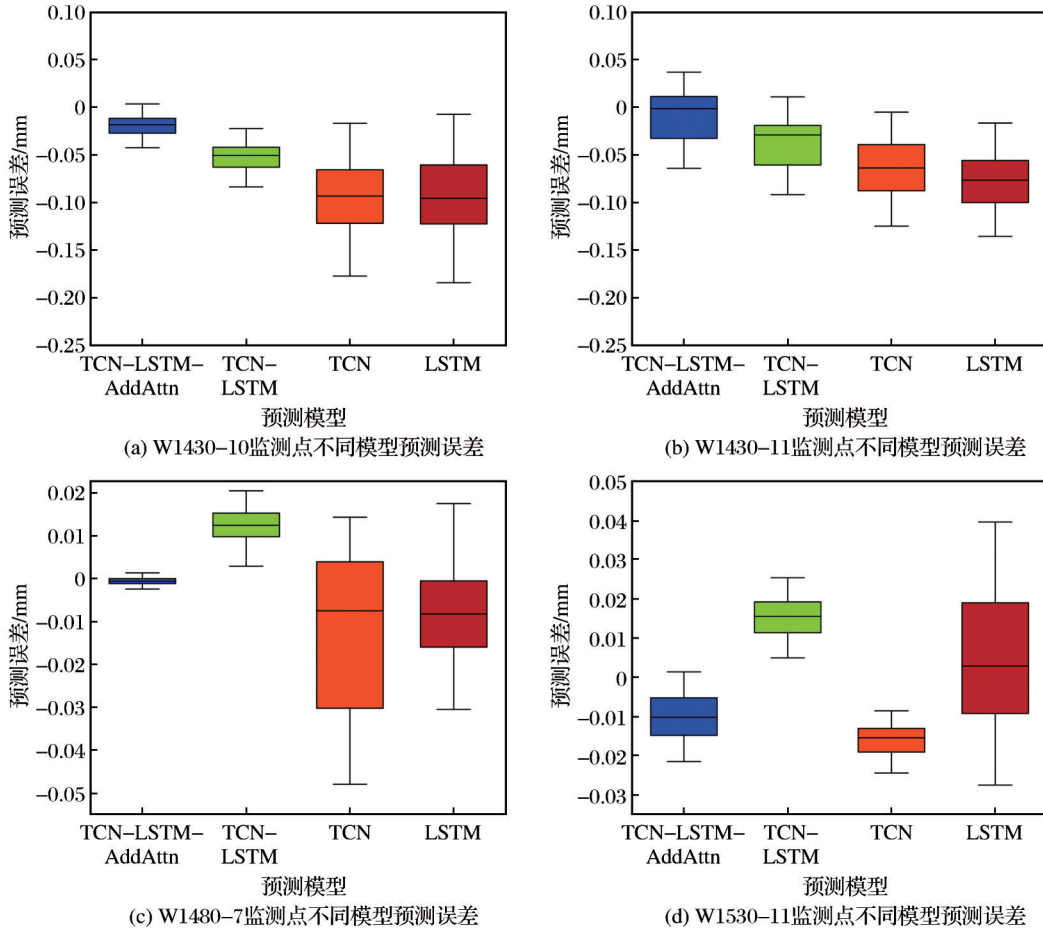 0.10
0.05
0
−0.05
−0.10
−0.15
−0.20
−0.25
预测误差/mm
TCN−LSTM−AddAttn
TCN−LSTM
TCN
LSTM
预测模型
(a) W1430−10监测点不同模型预测误差
0.10
0.05
0
−0.05
−0.10
−0.15
−0.20
−0.25
预测误差/mm
TCN−LSTM−AddAttn
TCN−LSTM
TCN
LSTM
预测模型
(b) W1430−11监测点不同模型预测误差
0.02
0.01
0
−0.01
−0.02
−0.03
−0.04
−0.05
预测误差/mm
TCN−LSTM−AddAttn
TCN−LSTM
TCN
LSTM
预测模型
(c) W1480−7监测点不同模型预测误差
0.05
0.04
0.03
0.02
0.01
0
−0.01
−0.02
−0.03
预测误差/mm
TCN−LSTM−AddAttn
TCN−LSTM
TCN
LSTM
预测模型
(d) W1530−11监测点不同模型预测误差